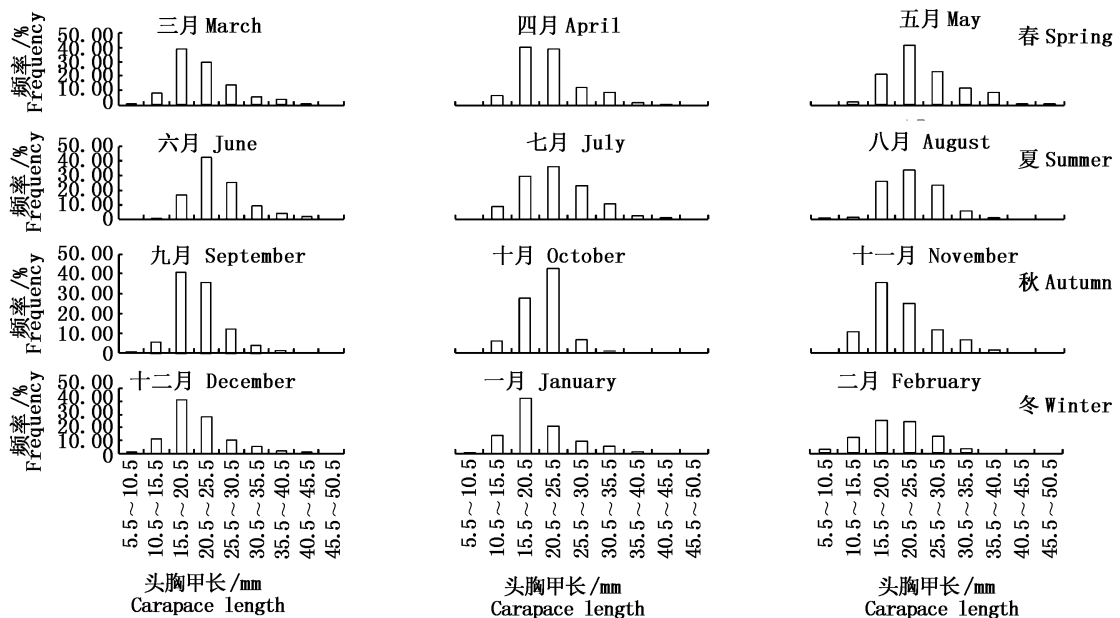 三月 March
四月 April
五月 May
春 Spring
频率/%
Frequency
50.00
40.00
30.00
20.00
10.00
0
六月 June
七月 July
八月 August
夏 Summer
频率/%
Frequency
50.00
40.00
30.00
20.00
10.00
0
九月 September
十月 October
十一月 November
秋 Autumn
频率/%
Frequency
50.00
40.00
30.00
20.00
10.00
0
十二月 December
一月 January
二月 February
冬 Winter
频率/%
Frequency
50.00
40.00
30.00
20.00
10.00
0
5.5~10.5
10.5~15.5
15.5~20.5
20.5~25.5
25.5~30.5
30.5~35.5
35.5~40.5
40.5~45.5
45.5~50.5
5.5~10.5
10.5~15.5
15.5~20.5
20.5~25.5
25.5~30.5
30.5~35.5
35.5~40.5
40.5~45.5
45.5~50.5
5.5~10.5
10.5~15.5
15.5~20.5
20.5~25.5
25.5~30.5
30.5~35.5
35.5~40.5
40.5~45.5
45.5~50.5
头胸甲长/mm
Carapace length
头胸甲长/mm
Carapace length
头胸甲长/mm
Carapace length